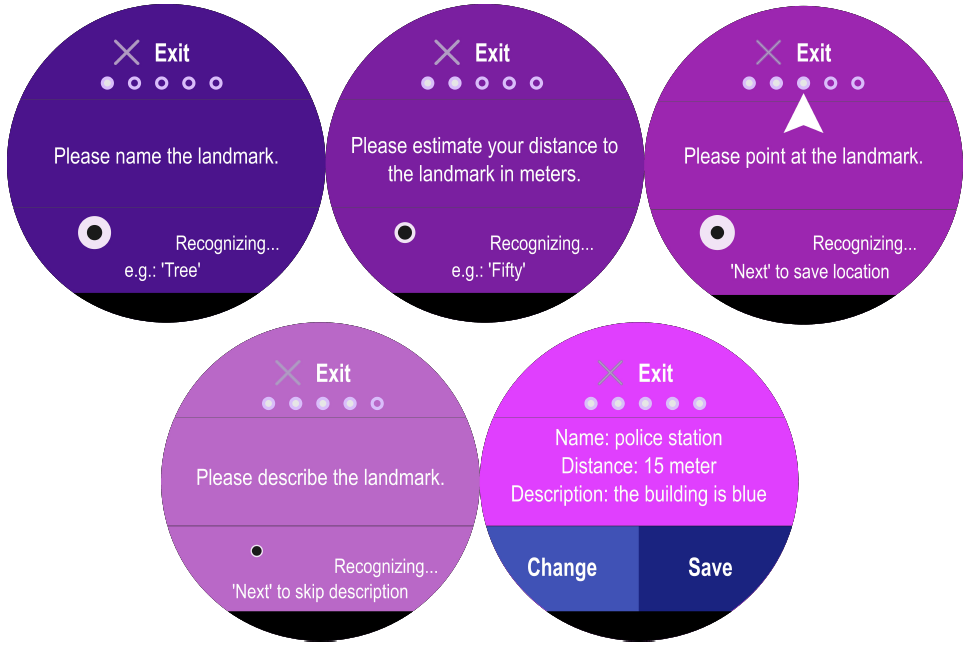 Exit
Please name the landmark.
Recognizing...
e.g.: 'Tree'
Exit
Please estimate your distance to
the landmark in meters.
Recognizing...
e.g.: 'Fifty'
Exit
Please point at the landmark.
Recognizing...
'Next' to save location
Exit
Please describe the landmark.
Recognizing...
'Next' to skip description
Exit
Name: police station
Distance: 15 meter
Description: the building is blue
Change
Save